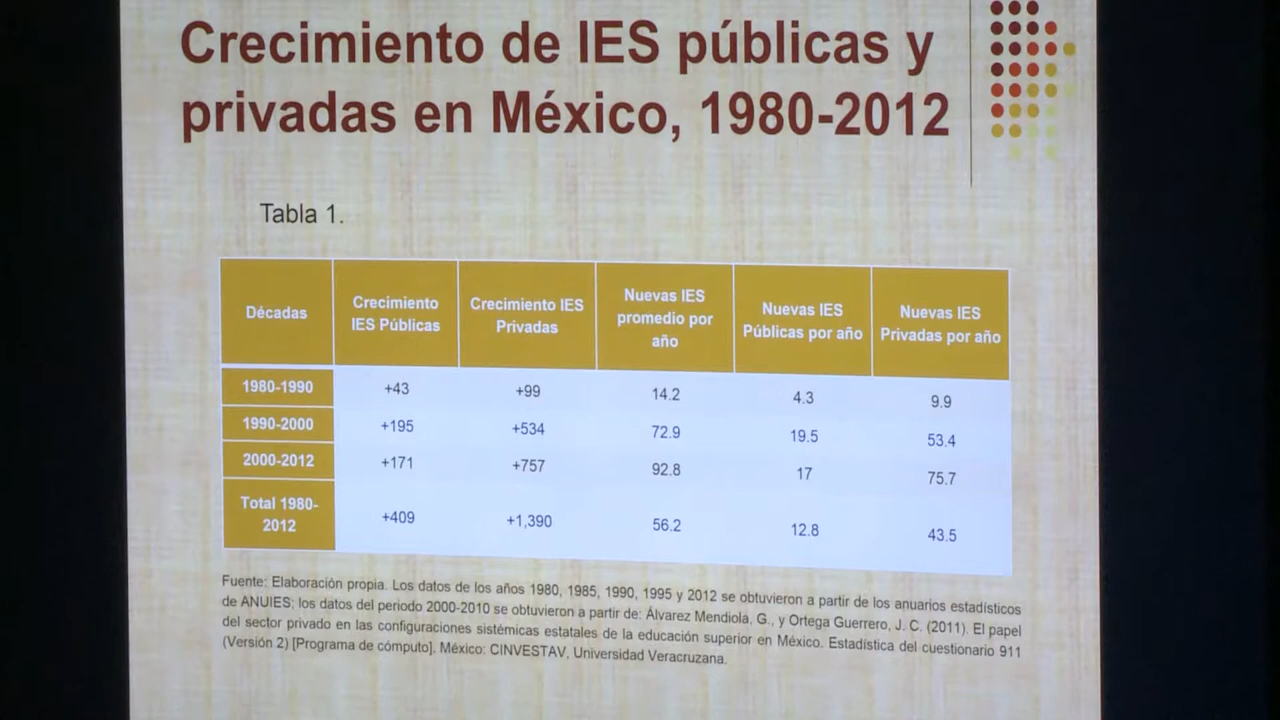 Crecimiento de IES públicas y
privadas en México, 1980-2012
Tabla 1.
Décadas
Crecimiento
IES Públicas
Crecimiento IES
Privadas
Nuevas IES
promedio por
año
Nuevas IES
Públicas por año
Nuevas IES
Privadas por año
1980-1990 +43 +99 14.2 4.3 9.9
1990-2000 +195 +534 72.9 19.5 53.4
2000-2012 +171 +757 92.8 17 75.7
Total 1980-
2012
+409 +1,390 56.2 12.8 43.5
Fuente: Elaboración propia. Los datos de los años 1980, 1985, 1990, 1995 y 2012 se obtuvieron a partir de los anuarios estadísticos
de ANUIES; los datos del periodo 2000-2010 se obtuvieron a partir de: Álvarez Mendiola, G., y Ortega Guerrero, J. C. (2011). El papel
del sector privado en las configuraciones sistémicas estatales de la educación superior en México. Estadística del cuestionario 911
(Versión 2) [Programa de cómputo]. México: CINVESTAV, Universidad Veracruzana.